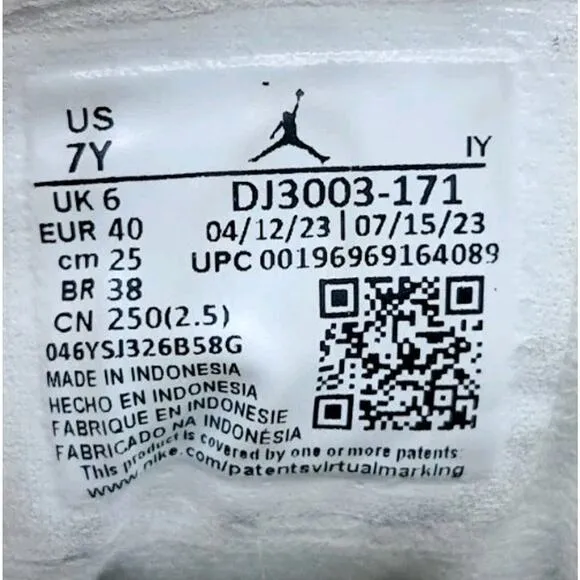 US
7Y
IY
UK 6
DJ3003-171
EUR 40
04/12/23 | 07/15/23
cm 25
UPC 00196969164089
BR 38
CN 250(2.5)
046YSJ326B58G
MADE IN INDONESIA
HECHO EN INDONESIA
FABRIQUE EN INDONESIE
FABRICADO NA INDONÉSIA
This product is covered by one or more patents:
www.nike.com/patentsvirtualmarking